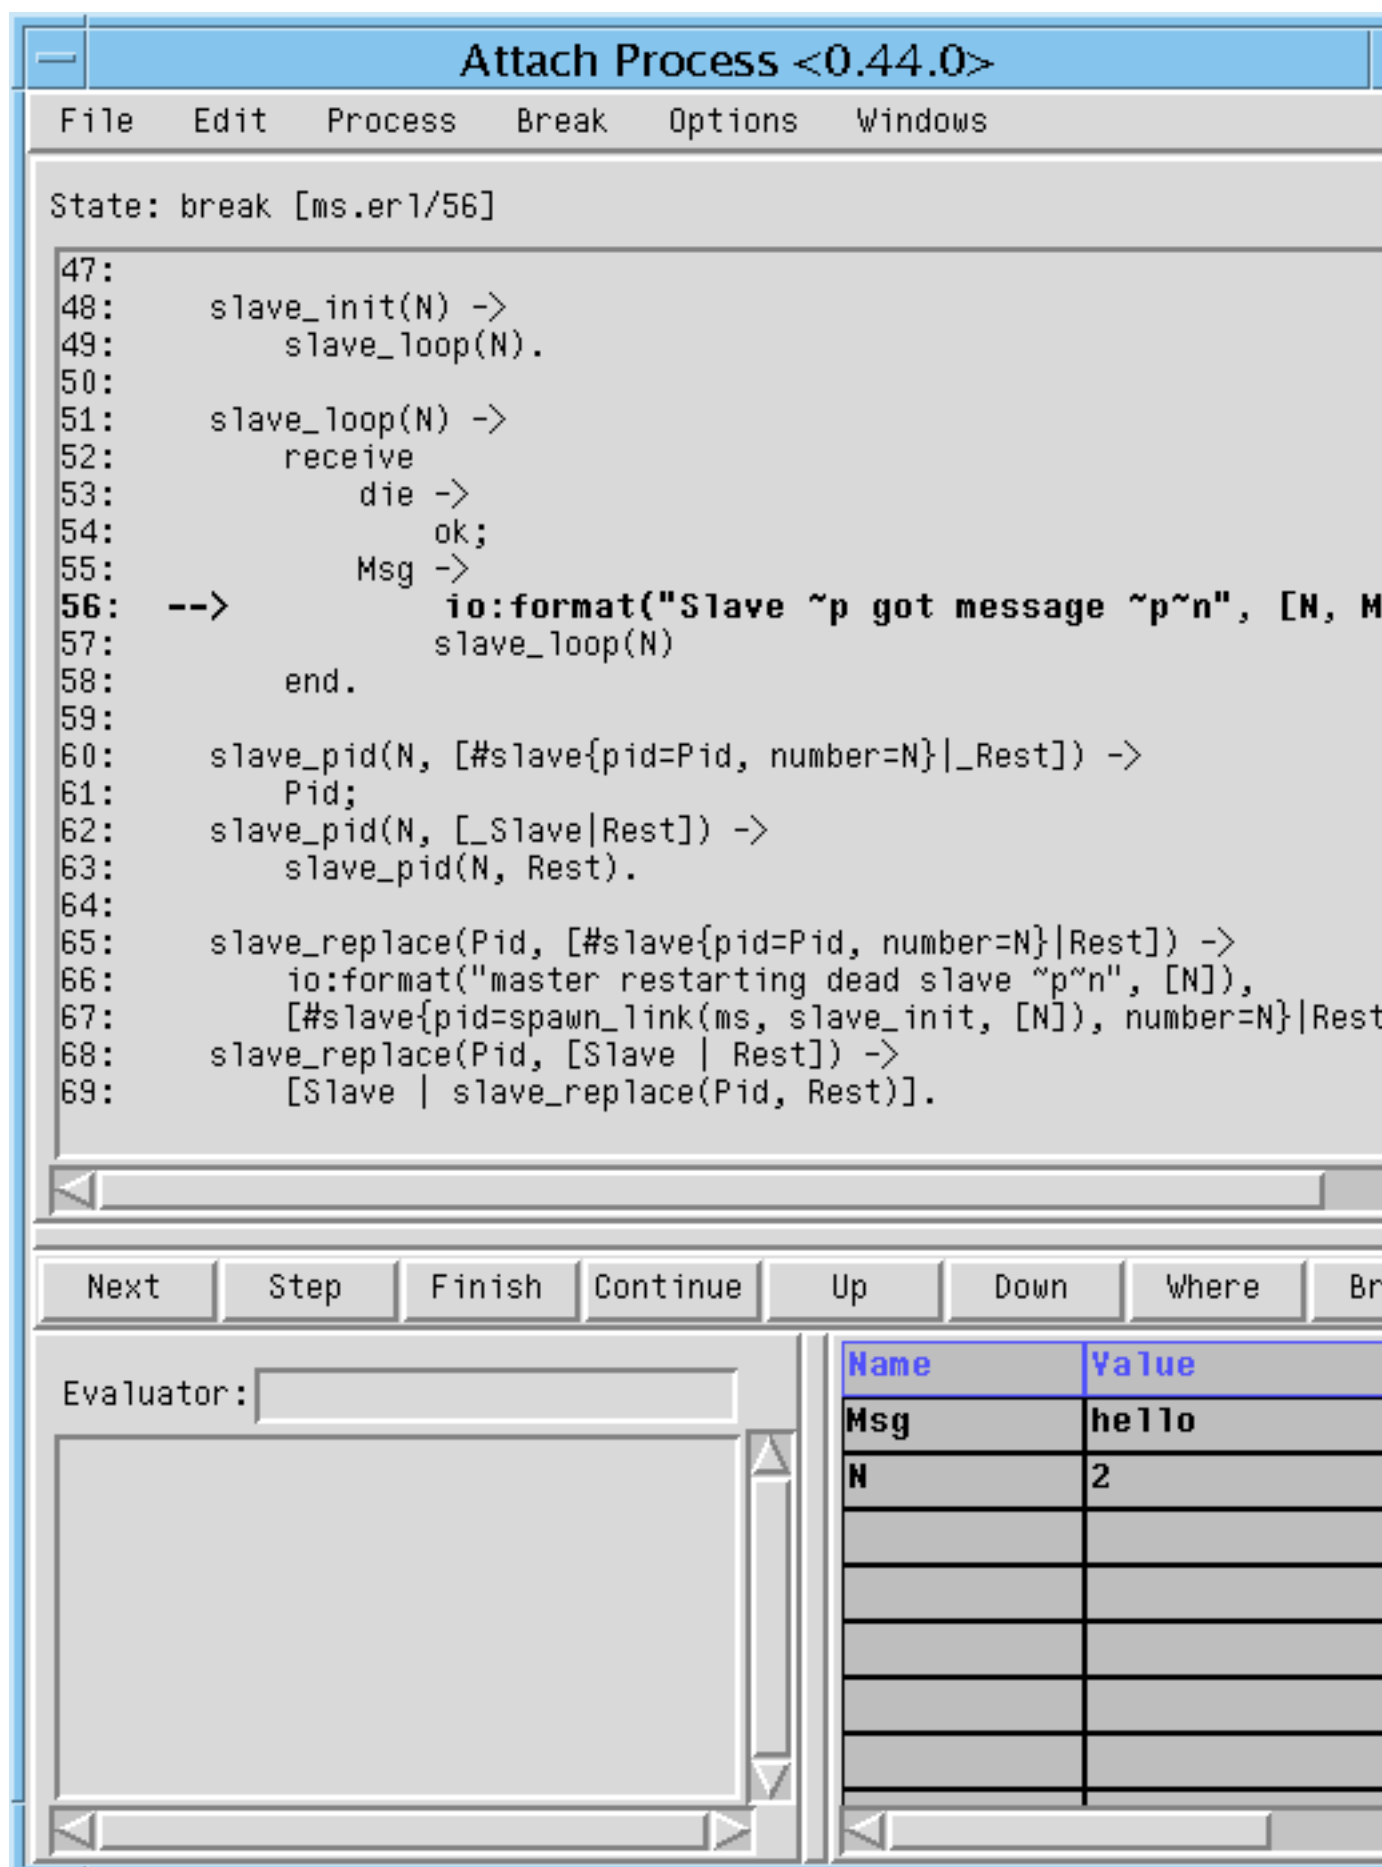 Attach Process <0.44.0>
File Edit Process Break Options Windows
State: break [ms.erl/56]
47:
48: slave_init(N) ->
49: slave_loop(N).
50:
51: slave_loop(N) ->
52: receive
53: die ->
54: ok;
55: Msg ->
56: --> io:format("Slave ~p got message ~p~n", [N, M
57: slave_loop(N)
58: end.
59:
60: slave_pid(N, [#slave{pid=Pid, number=N}|_Rest]) ->
61: Pid;
62: slave_pid(N, [_Slave|Rest]) ->
63: slave_pid(N, Rest).
64:
65: slave_replace(Pid, [#slave{pid=Pid, number=N}|Rest]) ->
66: io:format("master restarting dead slave ~p~n", [N]),
67: [#slave{pid=spawn_link(ms, slave_init, [N]), number=N}|Rest
68: slave_replace(Pid, [Slave | Rest]) ->
69: [Slave | slave_replace(Pid, Rest)].
Next Step Finish Continue Up Down Where Br
Evaluator:
Name Value
Msg hello
N 2